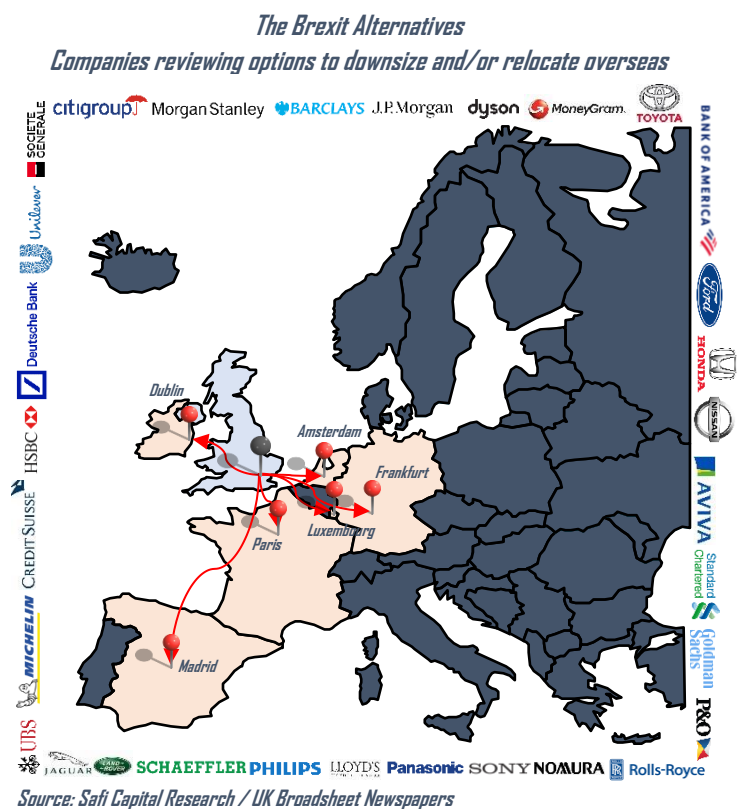 The Brexit Alternatives
Companies reviewing options to downsize and/or relocate overseas
citigroup Morgan Stanley BARCLAYS J.P.Morgan dyson MoneyGram. TOYOTA
SOCIETE GENERALE
Unilever
Deutsche Bank
HSBC
CREDIT SUISSE
MICHELIN
UBS
BANK OF AMERICA
Ford
HONDA
NISSAN
AVIVA
Standard Chartered
Goldman Sachs
P&O
Dublin
Amsterdam
Frankfurt
Luxembourg
Paris
Madrid
JAGUAR LAND ROVER SCHAEFFLER PHILIPS LLOYD'S Panasonic SONY NOMURA RR Rolls-Royce
Source: Safi Capital Research / UK Broadsheet Newspapers